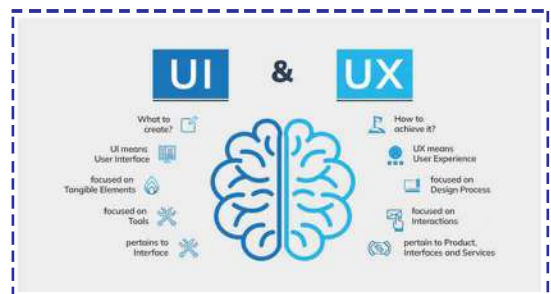 UI & UX
What to
create?
UI means
User Interface
focused on
Tangible Elements
focused on
Tools
pertains to
Interface
How to
achieve it?
UX means
User Experience
focused on
Design Process
focused on
Interactions
pertain to Product,
Interfaces and Services